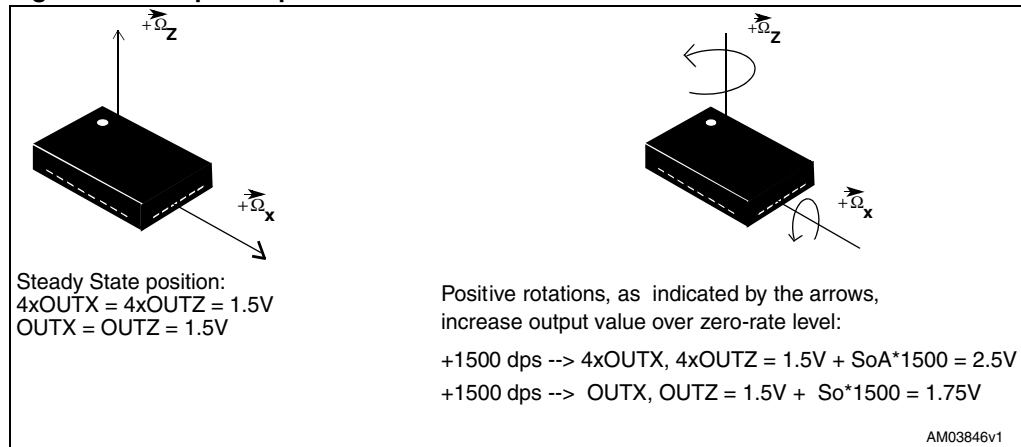 +Ω
Z
+Ω
X
Steady State position:
4xOUTX = 4xOUTZ = 1.5V
OUTX = OUTZ = 1.5V
+Ω
Z
+Ω
X
Positive rotations, as indicated by the arrows,
increase output value over zero-rate level:
+1500 dps --> 4xOUTX, 4xOUTZ = 1.5V + SoA*1500 = 2.5V
+1500 dps --> OUTX, OUTZ = 1.5V + So*1500 = 1.75V
AM03846v1